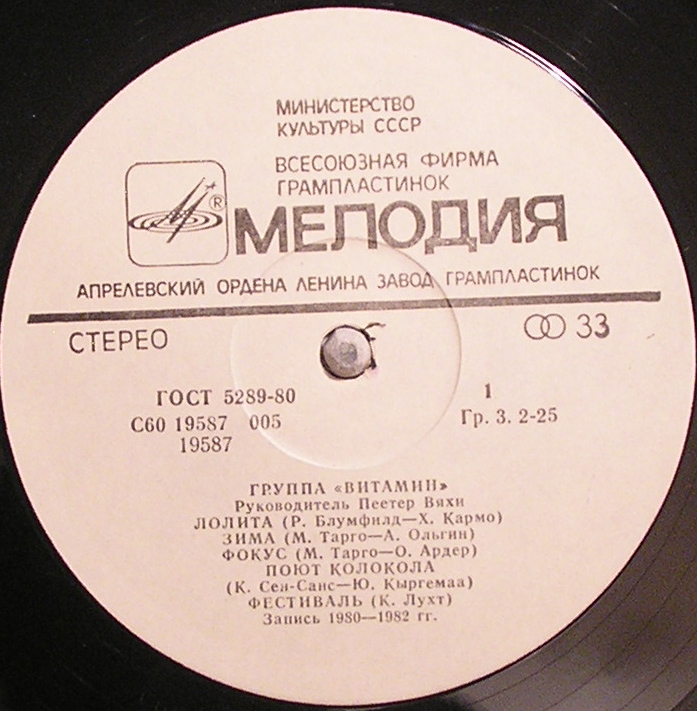 МИНИСТЕРСТВО
КУЛЬТУРЫ СССР
ВСЕСОЮЗНАЯ ФИРМА
ГРАМПЛАСТИНОК
® МЕЛОДИЯ
АПРЕЛЕВСКИЙ ОРДЕНА ЛЕНИНА ЗАВОД ГРАМПЛАСТИНОК
СТЕРЕО 33
ГОСТ 5289-80 1
С60 19587 005 Гр. 3. 2-25
19587
ГРУППА «ВИТАМИН»
Руководитель Пеетер Вяхи
ЛОЛИТА (Р. Блумфилд—Х. Кармо)
ЗИМА (М. Тарго—А. Ольгин)
ФОКУС (М. Тарго—О. Ардер)
ПОЮТ КОЛОКОЛА
(К. Сен-Санс—Ю. Кыргемаа)
ФЕСТИВАЛЬ (К. Лухт)
Запись 1980—1982 гг.